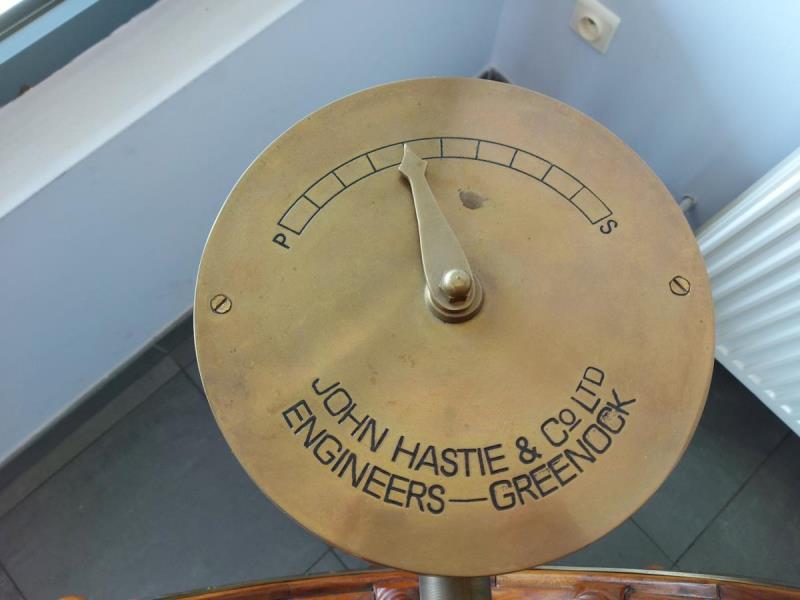 P S
JOHN HASTIE & Co LTD
ENGINEERS—GREENOCK